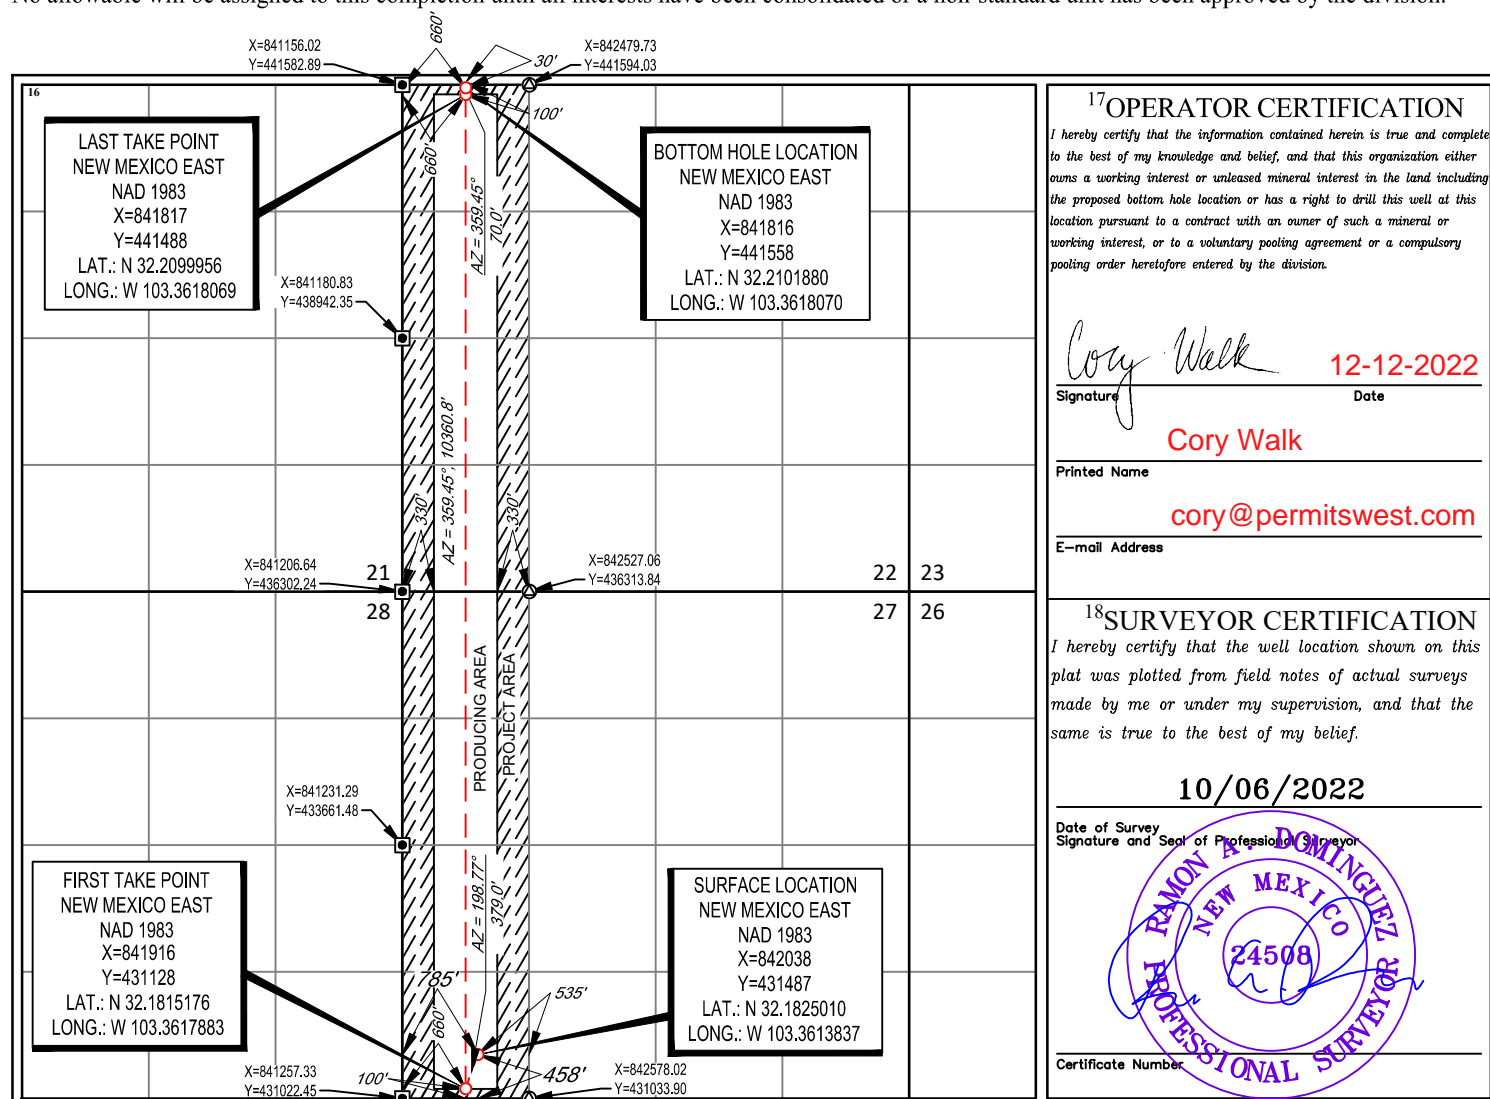 No allowable will be assigned to this completion until all interests have been consolidated or a non-standard unit has been approved by the division.
16
X=841156.02
Y=441582.89
660'
30'
X=842479.73
Y=441594.03
100'
660'
LAST TAKE POINT
NEW MEXICO EAST
NAD 1983
X=841817
Y=441488
LAT.: N 32.2099956
LONG.: W 103.3618069
AZ = 359.45°
70.0'
BOTTOM HOLE LOCATION
NEW MEXICO EAST
NAD 1983
X=841816
Y=441558
LAT.: N 32.2101880
LONG.: W 103.3618070
X=841180.83
Y=438942.35
AZ = 359.45°, 10360.8'
330'
330'
X=841206.64
Y=436302.24
X=842527.06
Y=436313.84
21
22
23
28
27
26
PRODUCING AREA
PROJECT AREA
X=841231.29
Y=433661.48
AZ = 198.77°
379.0'
FIRST TAKE POINT
NEW MEXICO EAST
NAD 1983
X=841916
Y=431128
LAT.: N 32.1815176
LONG.: W 103.3617883
SURFACE LOCATION
NEW MEXICO EAST
NAD 1983
X=842038
Y=431487
LAT.: N 32.1825010
LONG.: W 103.3613837
785'
535'
660'
458'
100'
X=841257.33
Y=431022.45
X=842578.02
Y=431033.90
17 OPERATOR CERTIFICATION
I hereby certify that the information contained herein is true and complete
to the best of my knowledge and belief, and that this organization either
owns a working interest or unleased mineral interest in the land including
the proposed bottom hole location or has a right to drill this well at this
location pursuant to a contract with an owner of such a mineral or
working interest, or to a voluntary pooling agreement or a compulsory
pooling order heretofore entered by the division.
Cory Walk
12-12-2022
Signature
Date
Cory Walk
Printed Name
cory@permitswest.com
E-mail Address
18 SURVEYOR CERTIFICATION
I hereby certify that the well location shown on this
plat was plotted from field notes of actual surveys
made by me or under my supervision, and that the
same is true to the best of my belief.
10/06/2022
Date of Survey
Signature and Seal of Professional Surveyor
RAMON A. DOMINGUEZ
NEW MEXICO
24508
PROFESSIONAL SURVEYOR
Certificate Number